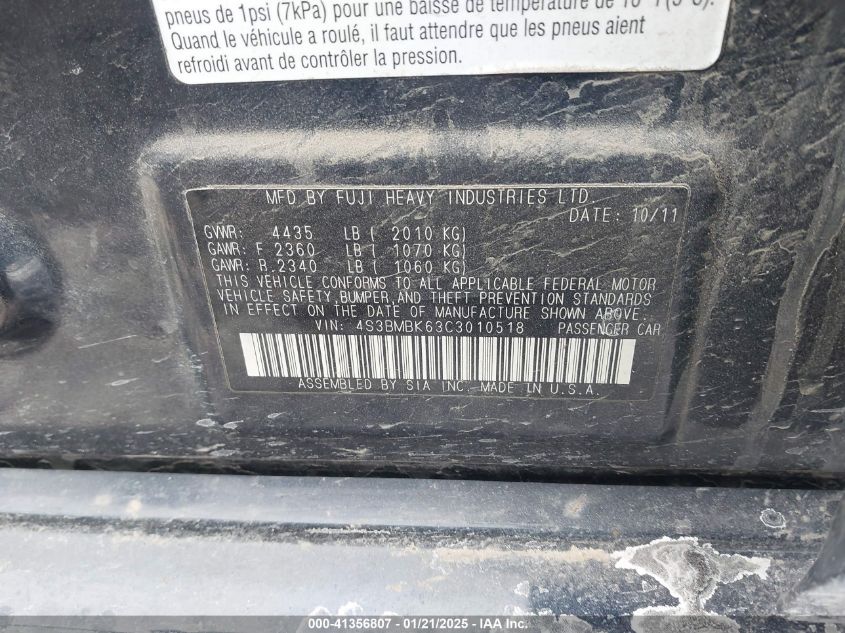 pneus de 1psi (7kPa) pour une baisse de température de 10°F(5°C).
Quand le véhicule a roulé, il faut attendre que les pneus aient
refroidi avant de contrôler la pression.
MFD BY FUJI HEAVY INDUSTRIES LTD.
DATE: 10/11
GVWR: 4435 LB ( 2010 KG)
GAWR: F.2360 LB ( 1070 KG)
GAWR: R.2340 LB ( 1060 KG)
THIS VEHICLE CONFORMS TO ALL APPLICABLE FEDERAL MOTOR
VEHICLE SAFETY,BUMPER,AND THEFT PREVENTION STANDARDS
IN EFFECT ON THE DATE OF MANUFACTURE SHOWN ABOVE.
VIN: 4S3BMBK63C3010518 PASSENGER CAR
ASSEMBLED BY SIA INC. MADE IN U.S.A.
000-41356807 — 01/21/2025 — IAA Inc.